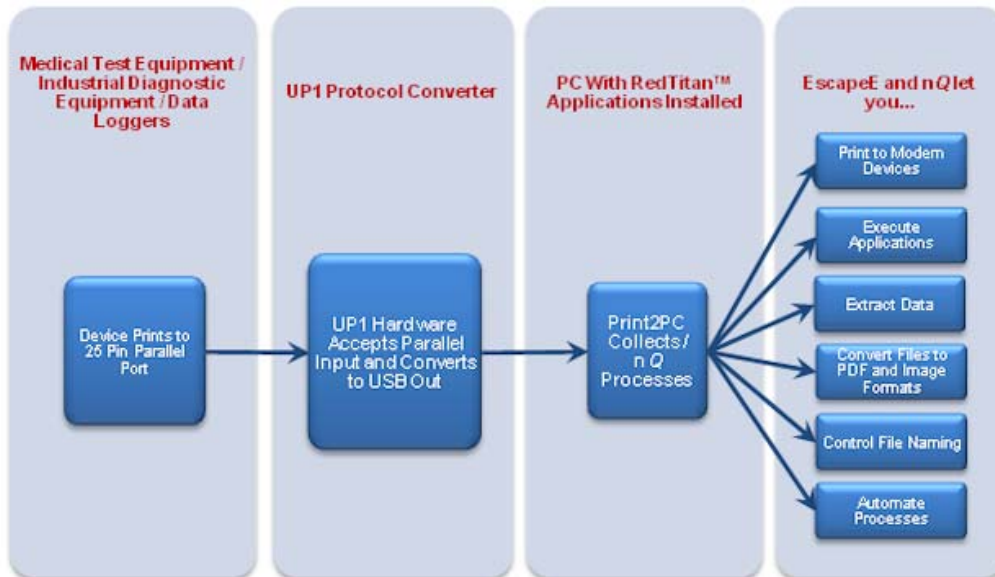 Medical Test Equipment /
Industrial Diagnostic
Equipment / Data
Loggers
UP1 Protocol Converter
PC With RedTitan™
Applications Installed
EscapeE and nQ let
you...
Device Prints to
25 Pin Parallel
Port
UP1 Hardware
Accepts Parallel
Input and Converts
to USB Out
Print2PC
Collects /
nQ
Processes
Print to Modern
Devices
Execute
Applications
Extract Data
Convert Files to
PDF and Image
Formats
Control File Naming
Automate
Processes